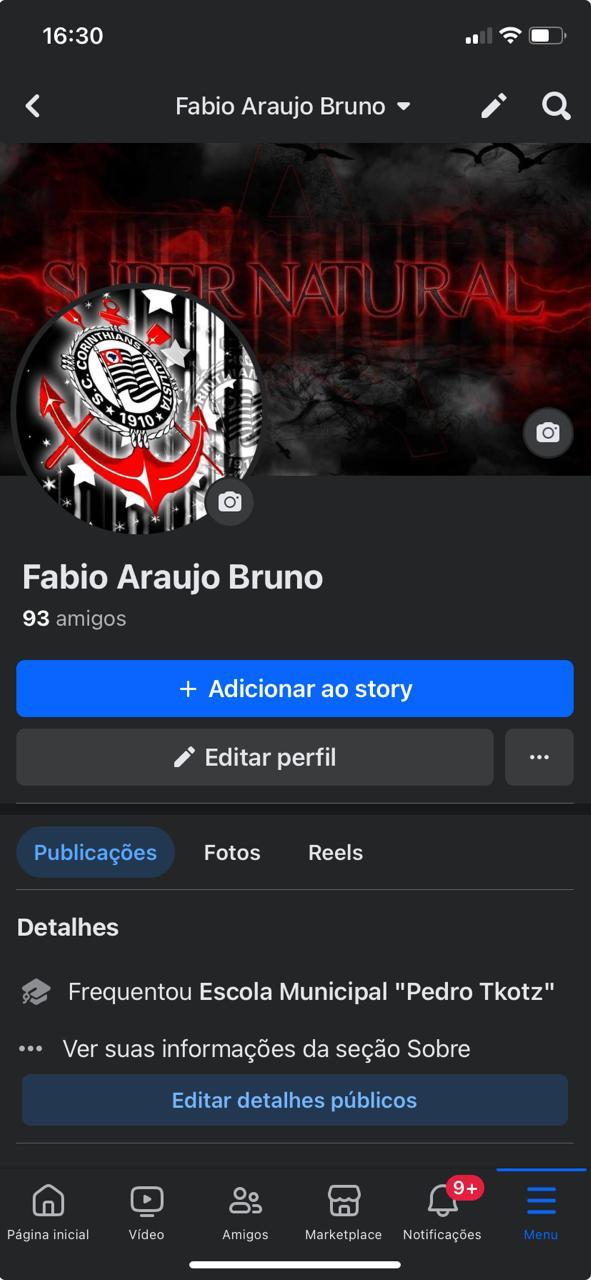 16:30
Fabio Araujo Bruno
SUPERNATURAL
S. C. CORINTHIANS PAULISTA
1910
Fabio Araujo Bruno
93 amigos
+ Adicionar ao story
Editar perfil
Publicações
Fotos
Reels
Detalhes
Frequentou Escola Municipal "Pedro Tkotz"
Ver suas informações da seção Sobre
Editar detalhes públicos
9+
Página inicial
Vídeo
Amigos
Marketplace
Notificações
Menu